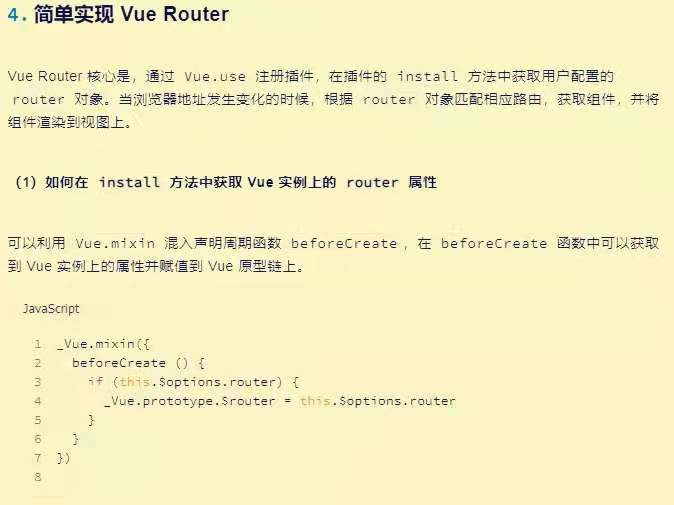 4. 简单实现 Vue Router
Vue Router 核心是，通过 Vue.use 注册插件，在插件的 install 方法中获取用户配置的
router 对象。当浏览器地址发生变化的时候，根据 router 对象匹配相应路由，获取组件，并将
组件渲染到视图上。
（1）如何在 install 方法中获取 Vue 实例上的 router 属性
可以利用 Vue.mixin 混入声明周期函数 beforeCreate，在 beforeCreate 函数中可以获取
到 Vue 实例上的属性并赋值到 Vue 原型链上。
JavaScript
1 _Vue.mixin({
2   beforeCreate () {
3     if (this.$options.router) {
4       _Vue.prototype.$router = this.$options.router
5     }
6   }
7 })
8